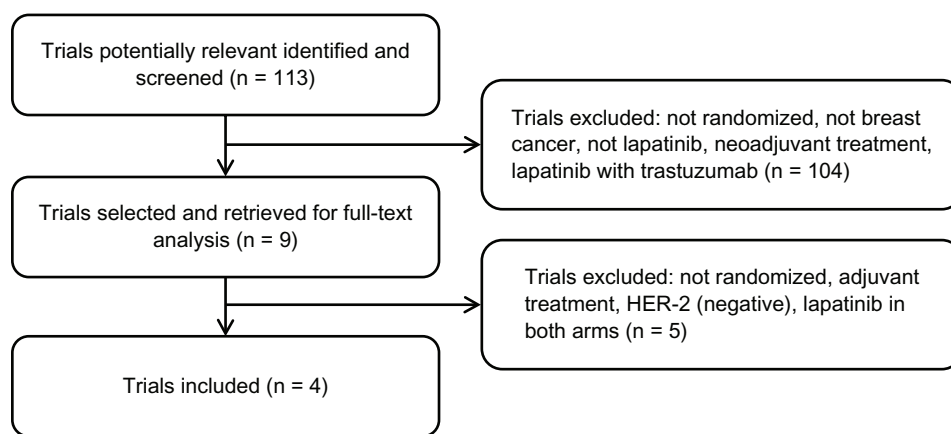 Trials potentially relevant identified and
screened (n = 113)
Trials excluded: not randomized, not breast
cancer, not lapatinib, neoadjuvant treatment,
lapatinib with trastuzumab (n = 104)
Trials selected and retrieved for full-text
analysis (n = 9)
Trials excluded: not randomized, adjuvant
treatment, HER-2 (negative), lapatinib in
both arms (n = 5)
Trials included (n = 4)